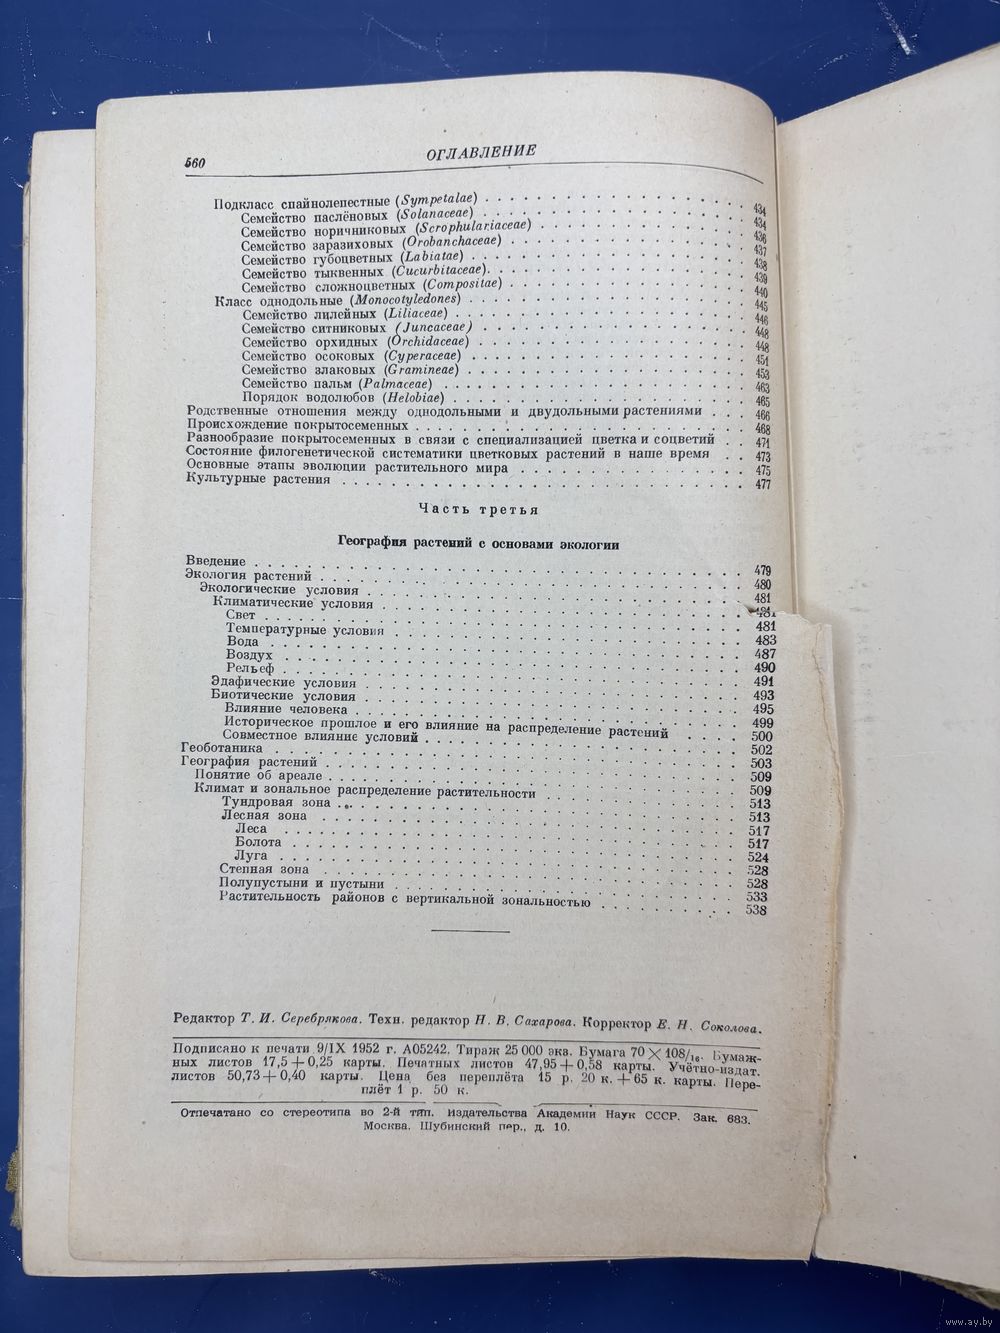 560
ОГЛАВЛЕНИЕ
Подкласс спайнолепестные (Sympetalae) . . . 434
Семейство паслёновых (Solanaceae) . . . 434
Семейство норичниковых (Scrophulariaceae) . . . 436
Семейство заразиховых (Orobanchaceae) . . . 437
Семейство губоцветных (Labiatae) . . . 438
Семейство тыквенных (Cucurbitaceae) . . . 439
Семейство сложноцветных (Compositae) . . . 440
Класс однодольные (Monocotyledones) . . . 445
Семейство лилейных (Liliaceae) . . . 446
Семейство ситниковых (Juncaceae) . . . 448
Семейство орхидных (Orchidaceae) . . . 448
Семейство осоковых (Cyperaceae) . . . 451
Семейство злаковых (Gramineae) . . . 453
Семейство пальм (Palmaceae) . . . 463
Порядок водолюбов (Helobiae) . . . 465
Родственные отношения между однодольными и двудольными растениями . . . 466
Происхождение покрытосеменных . . . 468
Разнообразие покрытосеменных в связи с специализацией цветка и соцветий . . 471
Состояние филогенетической систематики цветковых растений в наше время . . 473
Основные этапы эволюции растительного мира . . . 475
Культурные растения . . . 477
Часть третья
География растений с основами экологии
Введение . . . 479
Экология растений . . . 480
Экологические условия . . . 481
Климатические условия . . . 481
Свет . . . 481
Температурные условия . . . 483
Вода . . . 487
Воздух . . . 490
Рельеф . . . 491
Эдафические условия . . . 493
Биотические условия . . . 495
Влияние человека . . . 499
Историческое прошлое и его влияние на распределение растений . . . . 500
Совместное влияние условий . . . 502
Геоботаника . . . 503
География растений . . . 509
Понятие об ареале . . . 509
Климат и зональное распределение растительности . . . 513
Тундровая зона . . . 513
Лесная зона . . . 517
Леса . . . 517
Болота . . . 524
Луга . . . 528
Степная зона . . . 528
Полупустыни и пустыни . . . 533
Растительность районов с вертикальной зональностью . . . 538
Редактор Т. И. Серебрякова. Техн. редактор Н. В. Сахарова. Корректор Е. Н. Соколова.
Подписано к печати 9/IX 1952 г. А05242. Тираж 25 000 экз. Бумага 70×108/16. Бумаж-
ных листов 17,5+0,25 карты. Печатных листов 47,95+0,58 карты. Учётно-издат.
листов 50,73+0,40 карты. Цена без переплёта 15 р. 20 к. +65 к. карты. Пере-
плёт 1 р. 50 к.
Отпечатано со стереотипа во 2-й тип. Издательства Академии Наук СССР. Зак. 683.
Москва. Шубинский пер., д. 10.
www.ay.by